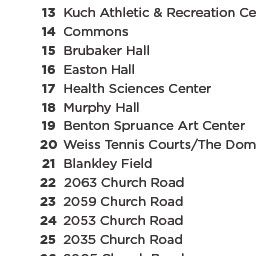 13 Kuch Athletic & Recreation Ce
14 Commons
15 Brubaker Hall
16 Easton Hall
17 Health Sciences Center
18 Murphy Hall
19 Benton Spruance Art Center
20 Weiss Tennis Courts/The Dom
21 Blankley Field
22 2063 Church Road
23 2059 Church Road
24 2053 Church Road
25 2035 Church Road